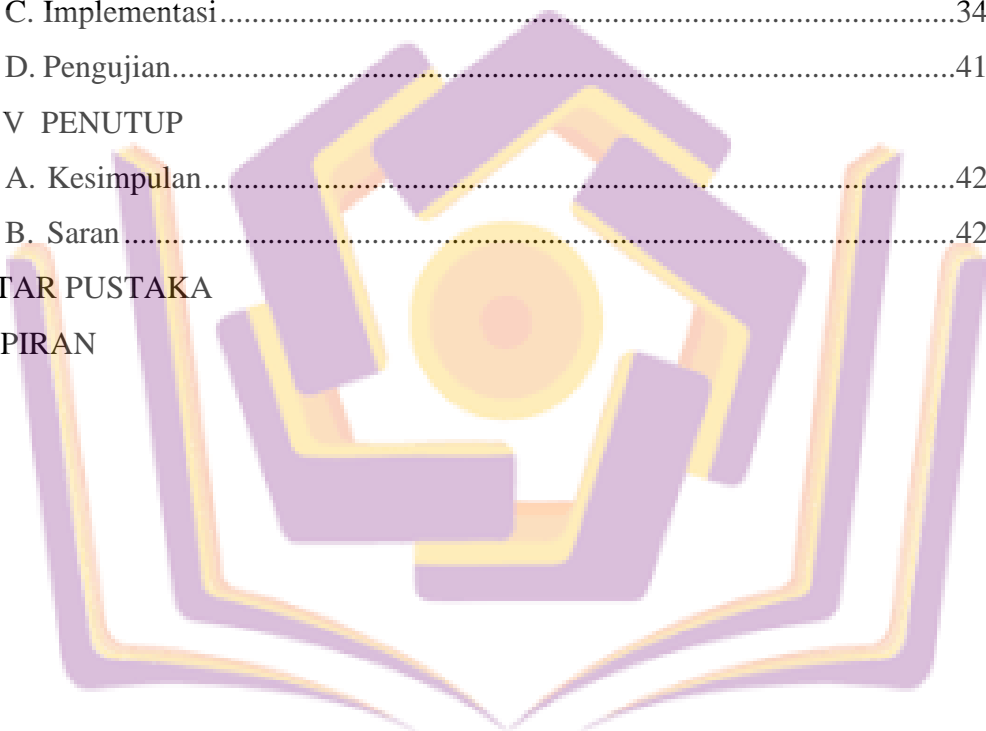 C. Implementasi....................................................................................................34
D. Pengujian..........................................................................................................41
V PENUTUP
A. Kesimpulan......................................................................................................42
B. Saran................................................................................................................42
TAR PUSTAKA
PIRAN